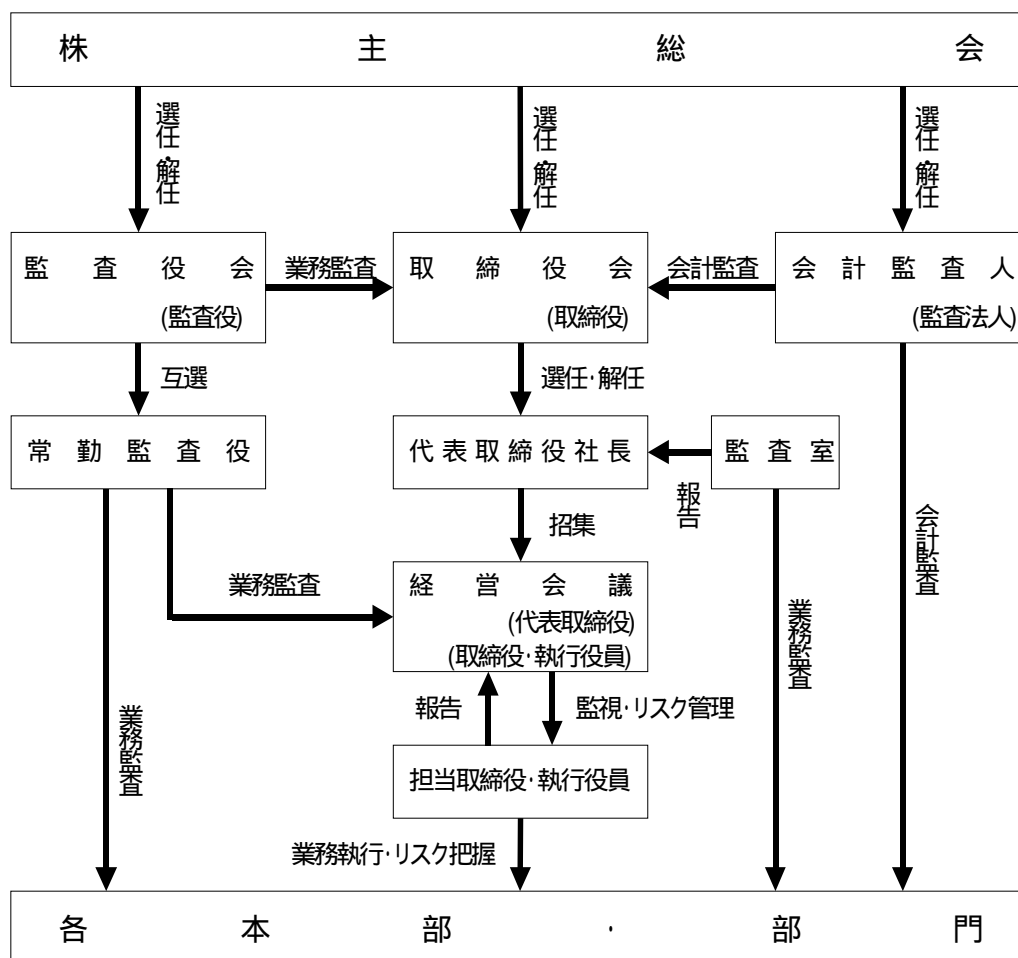 株主総会
選任・解任
選任・解任
選任・解任
監査役会
(監査役)
業務監査
取締役会
(取締役)
会計監査
会計監査人
(監査法人)
互選
選任・解任
常勤監査役
代表取締役社長
監査室
報告
招集
会計監査
業務監査
経営会議
(代表取締役)
(取締役・執行役員)
業務監査
報告
監視・リスク管理
業務監査
担当取締役・執行役員
業務執行・リスク把握
各本部・部門